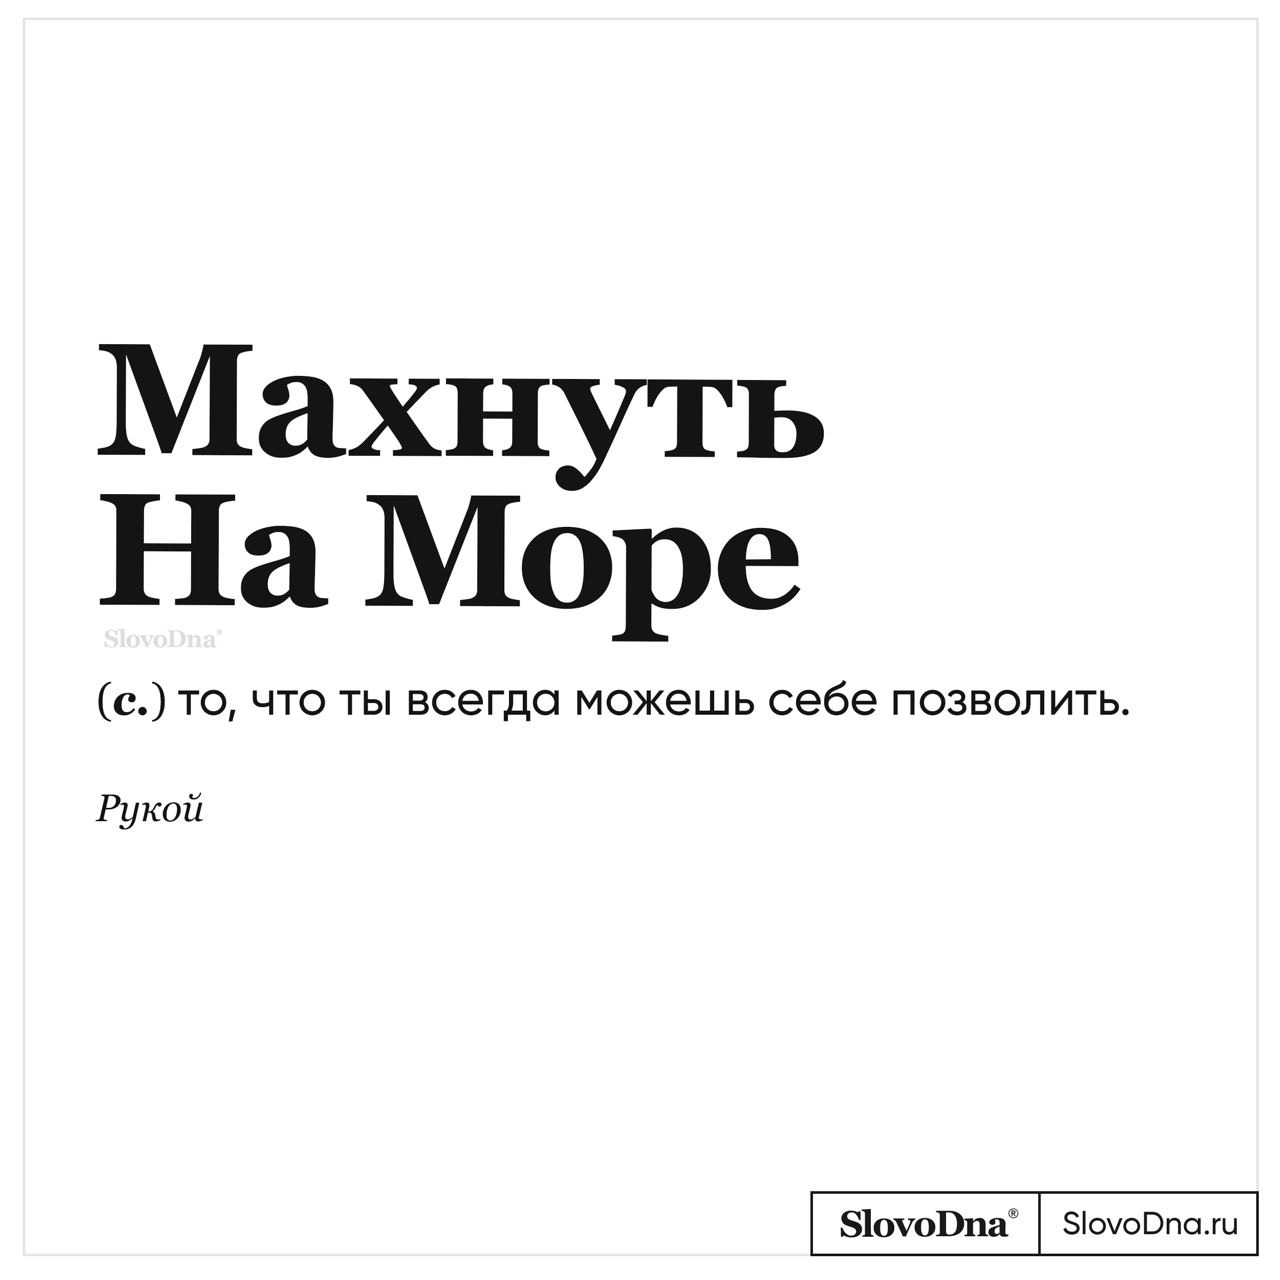 Махнуть
На Море
SlovoDna®
(с.) то, что ты всегда можешь себе позволить.
Рукой
SlovoDna® SlovoDna.ru